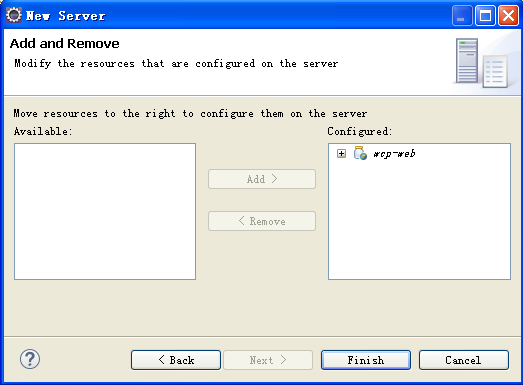 New Server
Add and Remove
Modify the resources that are configured on the server
Move resources to the right to configure them on the server
Available:
Configured:
wcp-web
Add >
< Remove
?
< Back
Next >
Finish
Cancel